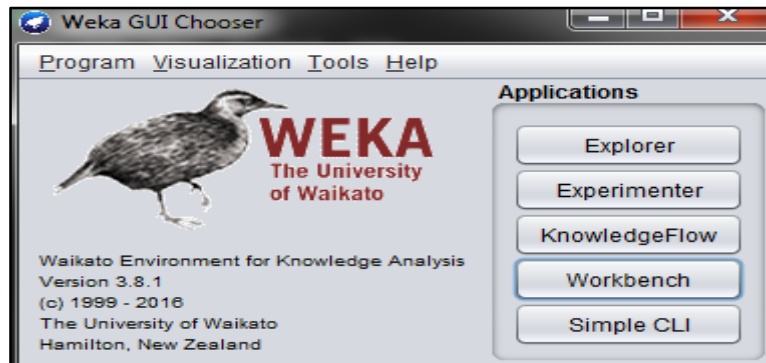 Weka GUI Chooser
Program Visualization Tools Help
WEKA
The University
of Waikato
Waikato Environment for Knowledge Analysis
Version 3.8.1
(c) 1999 - 2016
The University of Waikato
Hamilton, New Zealand
Applications
Explorer
Experimenter
KnowledgeFlow
Workbench
Simple CLI